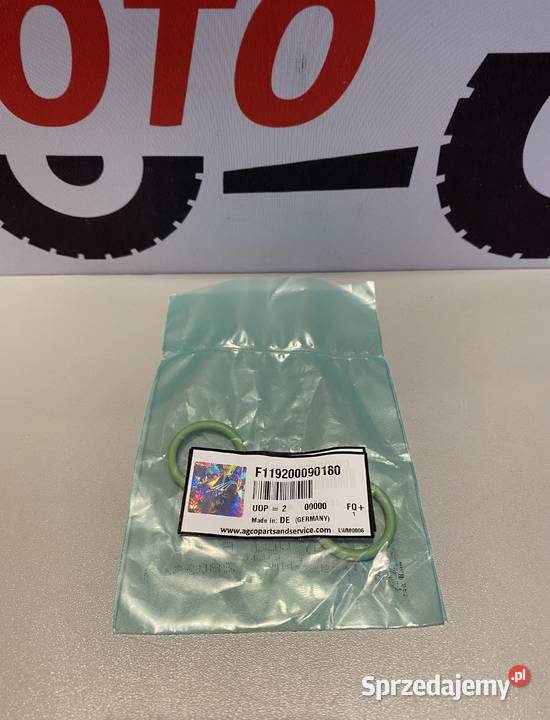 OTO
F119200090180
UOP = 2 00000 FQ+
1
Made in: DE (GERMANY)
www.agcopartsandservice.com LWM0006
Sprzedajemy.pl